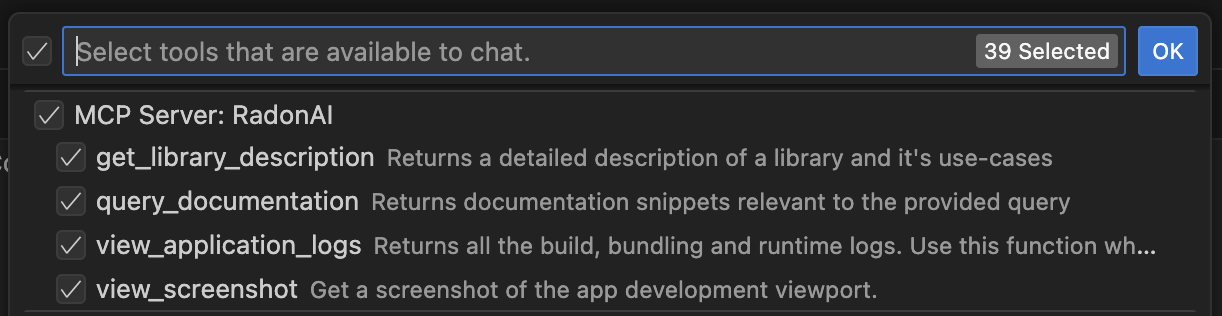 Select tools that are available to chat. 39 Selected OK
MCP Server: RadonAI
get_library_description Returns a detailed description of a library and it's use-cases
query_documentation Returns documentation snippets relevant to the provided query
view_application_logs Returns all the build, bundling and runtime logs. Use this function wh...
view_screenshot Get a screenshot of the app development viewport.